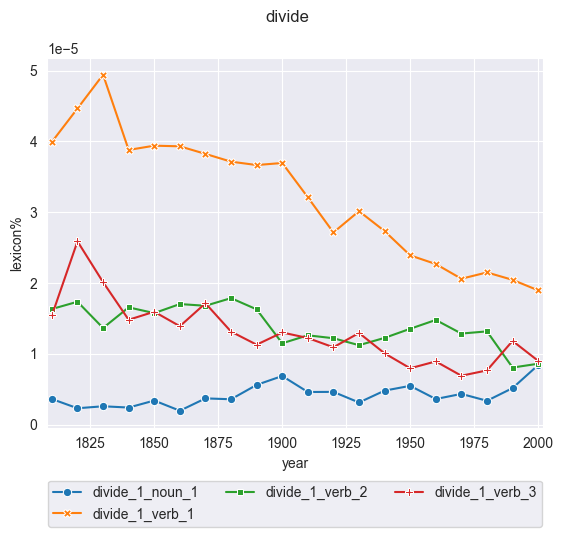 divide
1e−5
5
4
3
2
1
0
lexicon%
1825 1850 1875 1900 1925 1950 1975 2000
year
divide_1_noun_1 divide_1_verb_2 divide_1_verb_3
divide_1_verb_1